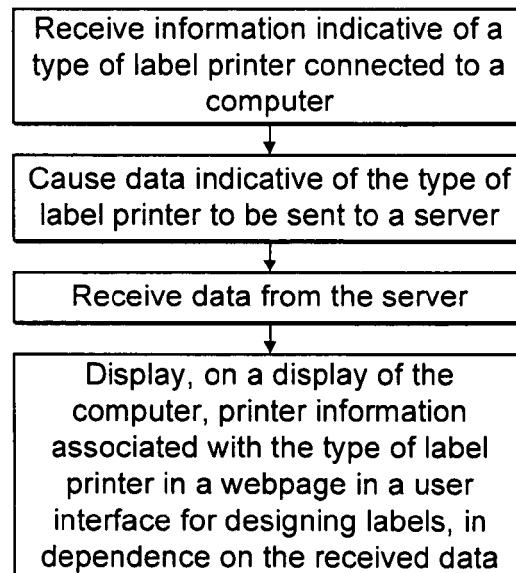 Receive information indicative of a
type of label printer connected to a
computer
Cause data indicative of the type of
label printer to be sent to a server
Receive data from the server
Display, on a display of the
computer, printer information
associated with the type of label
printer in a webpage in a user
interface for designing labels, in
dependence on the received data